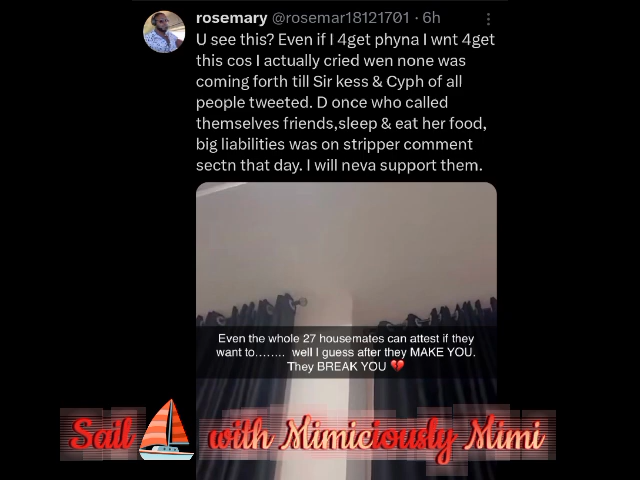 rosemary @rosemar18121701 · 6h
U see this? Even if I 4get phyna I wnt 4get
this cos I actually cried wen none was
coming forth till Sir kess & Cyph of all
people tweeted. D once who called
themselves friends,sleep & eat her food,
big liabilities was on stripper comment
sectn that day. I will neva support them.
Even the whole 27 housemates can attest if they
want to........ well I guess after they MAKE YOU.
They BREAK YOU 💔
Sail ⛵ with Mimiciously Mimi